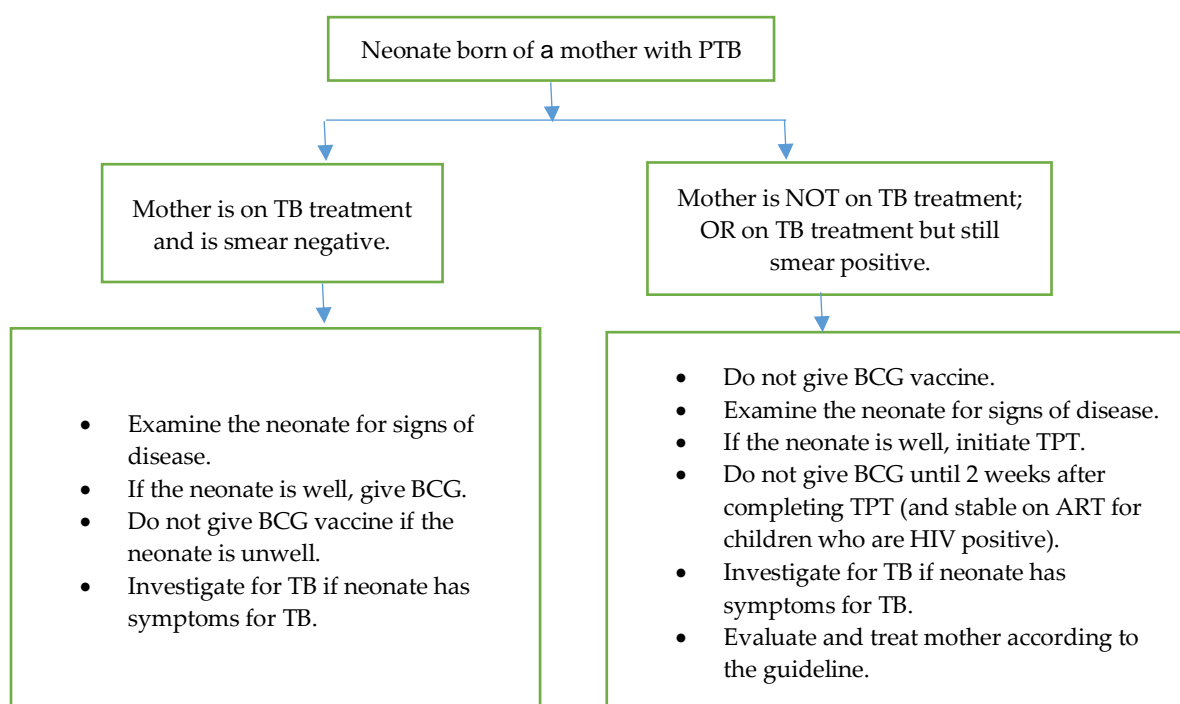 Neonate born of a mother with PTB
Mother is on TB treatment
and is smear negative.
Mother is NOT on TB treatment;
OR on TB treatment but still
smear positive.
• Examine the neonate for signs of
disease.
• If the neonate is well, give BCG.
• Do not give BCG vaccine if the
neonate is unwell.
• Investigate for TB if neonate has
symptoms for TB.
• Do not give BCG vaccine.
• Examine the neonate for signs of disease.
• If the neonate is well, initiate TPT.
• Do not give BCG until 2 weeks after
completing TPT (and stable on ART for
children who are HIV positive).
• Investigate for TB if neonate has
symptoms for TB.
• Evaluate and treat mother according to
the guideline.